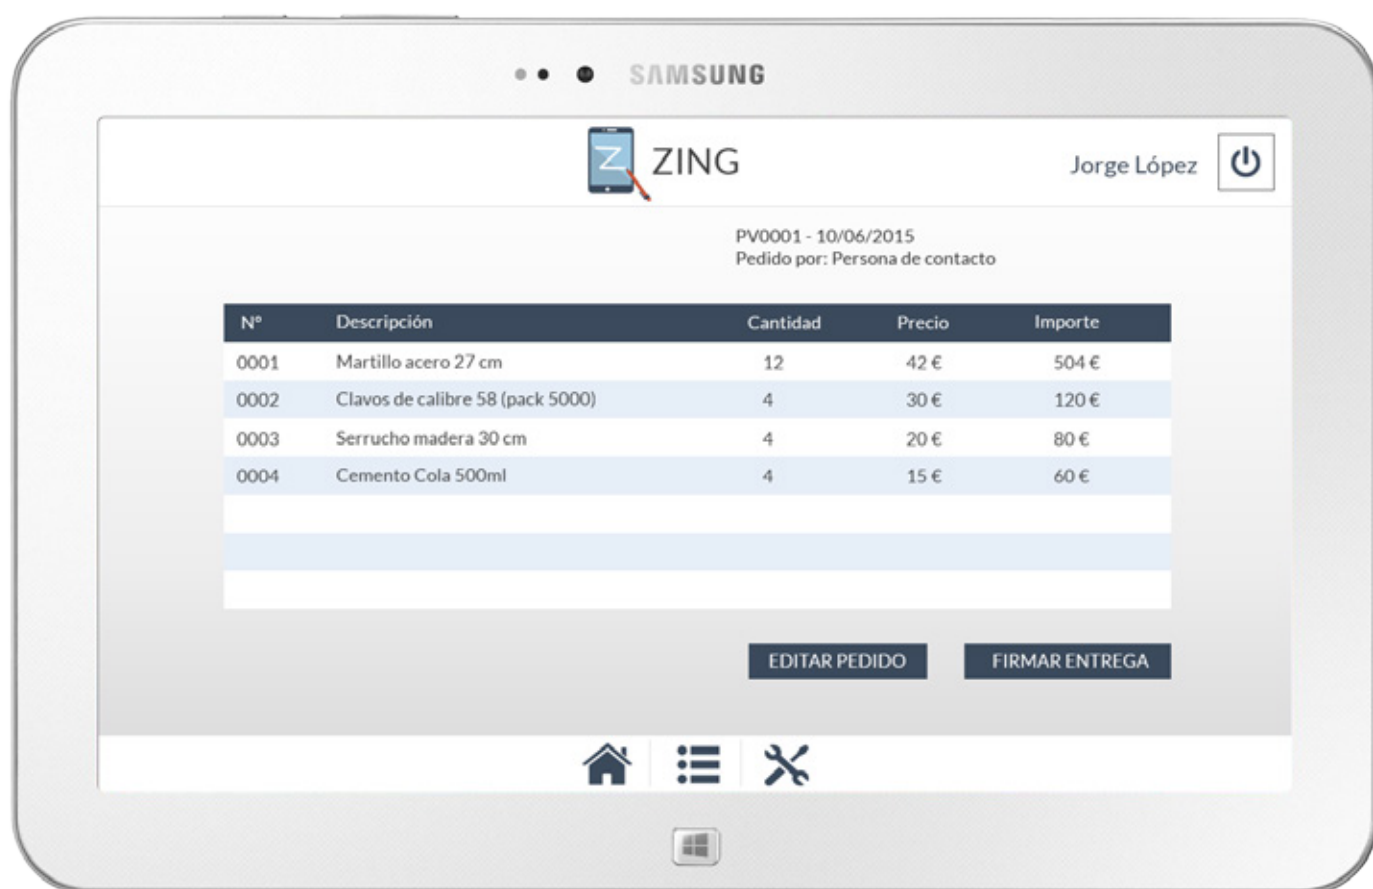 SAMSUNG
ZING
Jorge López
PV0001 - 10/06/2015
Pedido por: Persona de contacto
Nº Descripción Cantidad Precio Importe
0001 Martillo acero 27 cm 12 42 € 504 €
0002 Clavos de calibre 58 (pack 5000) 4 30 € 120 €
0003 Serrucho madera 30 cm 4 20 € 80 €
0004 Cemento Cola 500ml 4 15 € 60 €
EDITAR PEDIDO FIRMAR ENTREGA